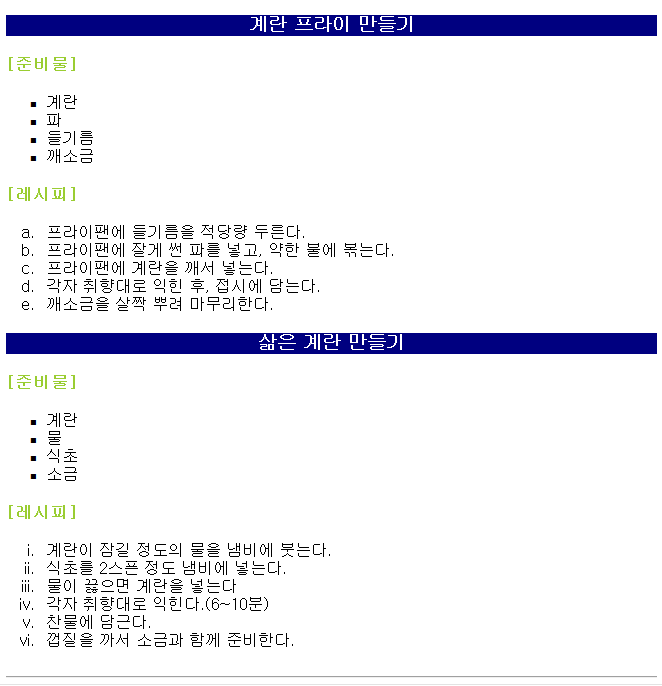 계란 프라이 만들기
[준비물]
▪ 계란
▪ 파
▪ 들기름
▪ 깨소금
[레시피]
a. 프라이팬에 들기름을 적당량 두른다.
b. 프라이팬에 잘게 썬 파를 넣고, 약한 불에 볶는다.
c. 프라이팬에 계란을 깨서 넣는다.
d. 각자 취향대로 익힌 후, 접시에 담는다.
e. 깨소금을 살짝 뿌려 마무리한다.
삶은 계란 만들기
[준비물]
▪ 계란
▪ 물
▪ 식초
▪ 소금
[레시피]
i. 계란이 잠길 정도의 물을 냄비에 붓는다.
ii. 식초를 2스푼 정도 냄비에 넣는다.
iii. 물이 끓으면 계란을 넣는다
iv. 각자 취향대로 익힌다.(6~10분)
v. 찬물에 담근다.
vi. 껍질을 까서 소금과 함께 준비한다.